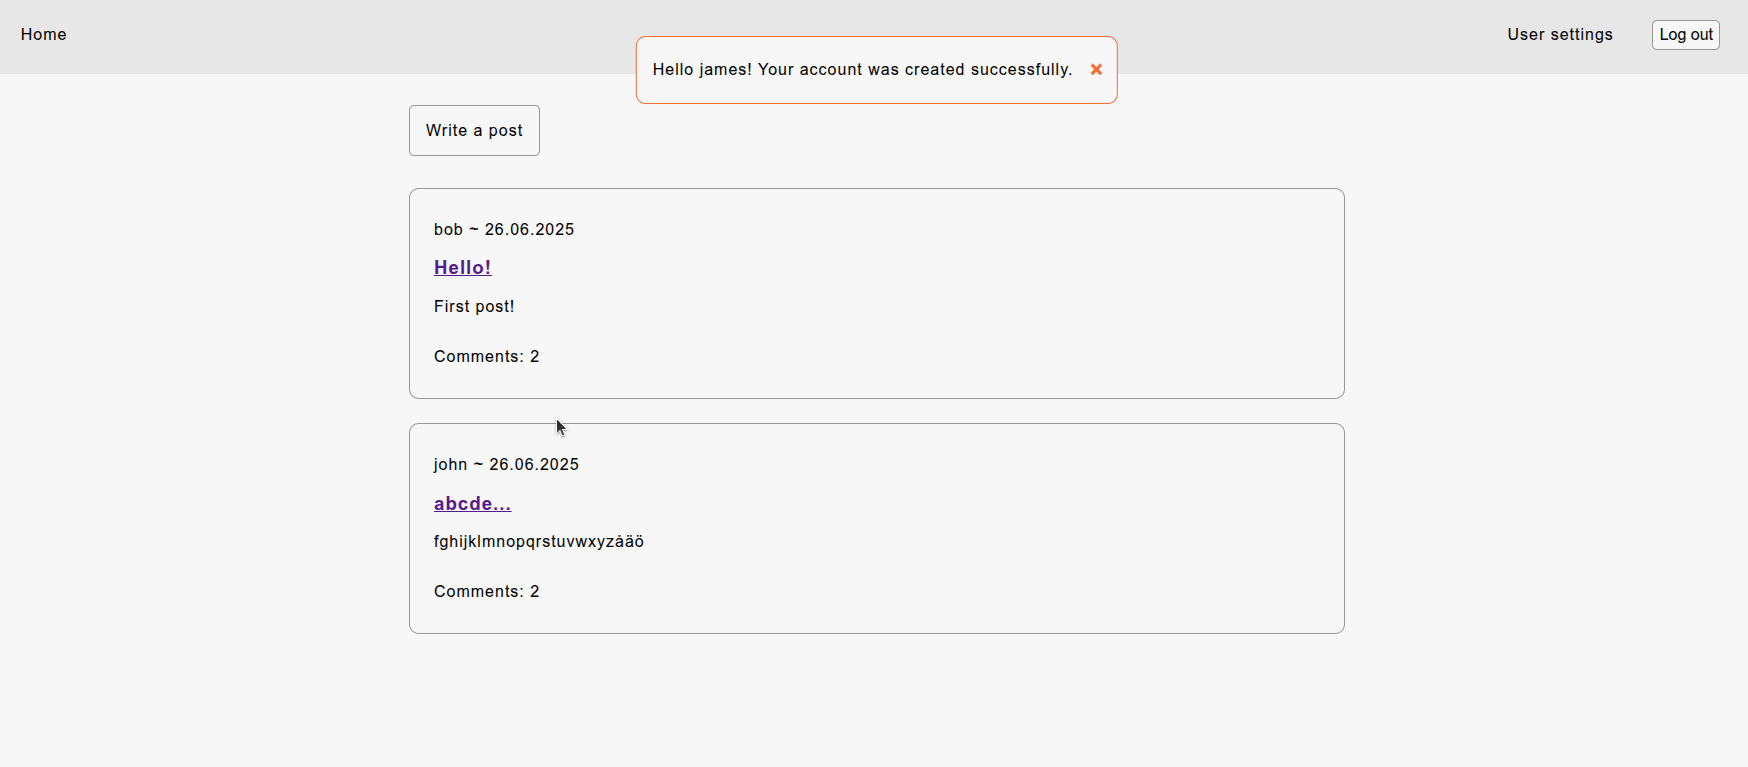 Home
User settings
Log out
Hello james! Your account was created successfully. ×
Write a post
bob ~ 26.06.2025
Hello!
First post!
Comments: 2
john ~ 26.06.2025
abcde...
fghijklmnopqrstuvwxyzåäö
Comments: 2